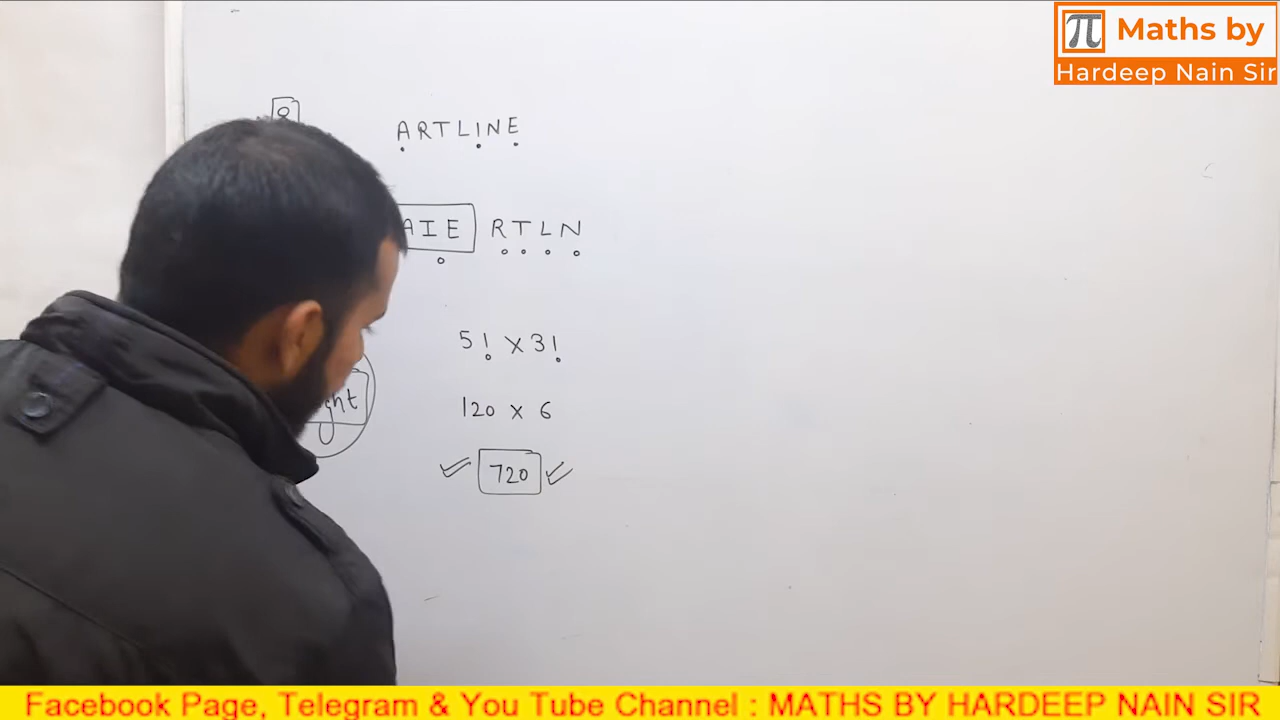 π Maths by
Hardeep Nain Sir
ARTLINE
AIE RTLN
5! x 3!
120 x 6
720
Facebook Page, Telegram & You Tube Channel : MATHS BY HARDEEP NAIN SIR